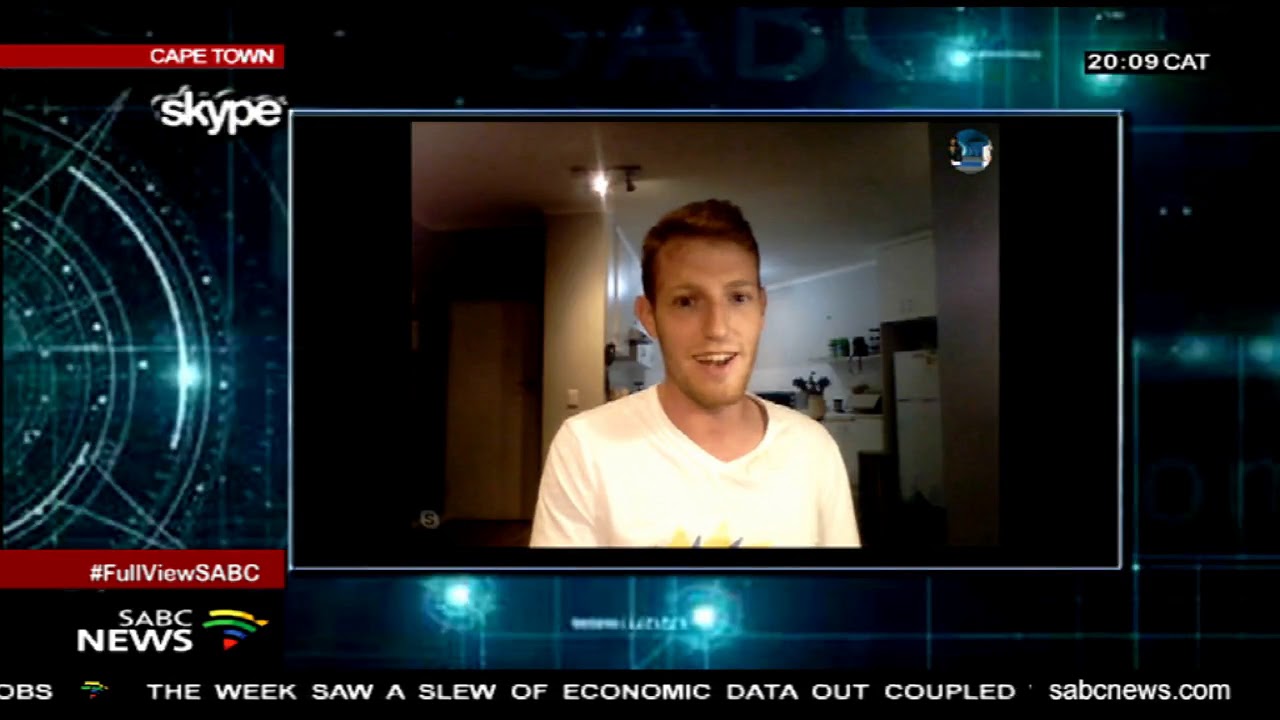 SABC
CAPE TOWN
20:09 CAT
skype
S
#FullViewSABC
SABC
NEWS
OBS THE WEEK SAW A SLEW OF ECONOMIC DATA OUT COUPLED sabcnews.com